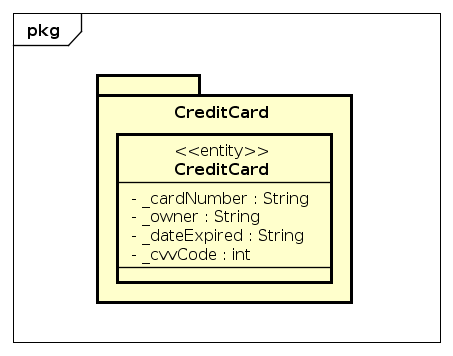 pkg
CreditCard
<<entity>>
CreditCard
- _cardNumber : String
- _owner : String
- _dateExpired : String
- _cvvCode : int